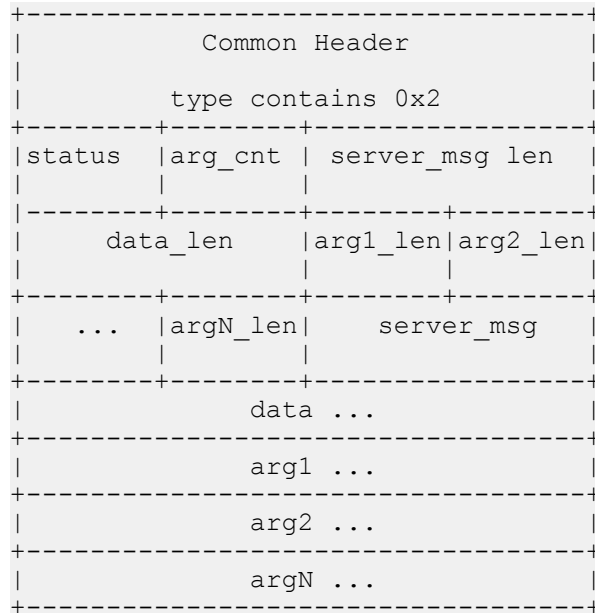 +-----------------------------------+
| Common Header |
| |
| type contains 0x2 |
+--------+--------+-----------------+
|status |arg_cnt | server_msg len |
| | | |
|--------+--------+--------+--------+
| data_len |arg1_len|arg2_len|
| | | |
+--------+--------+--------+--------+
| ... |argN_len| server_msg |
| | | |
+--------+--------+-----------------+
| data ... |
+-----------------------------------+
| arg1 ... |
+-----------------------------------+
| arg2 ... |
+-----------------------------------+
| argN ... |
+-----------------------------------+